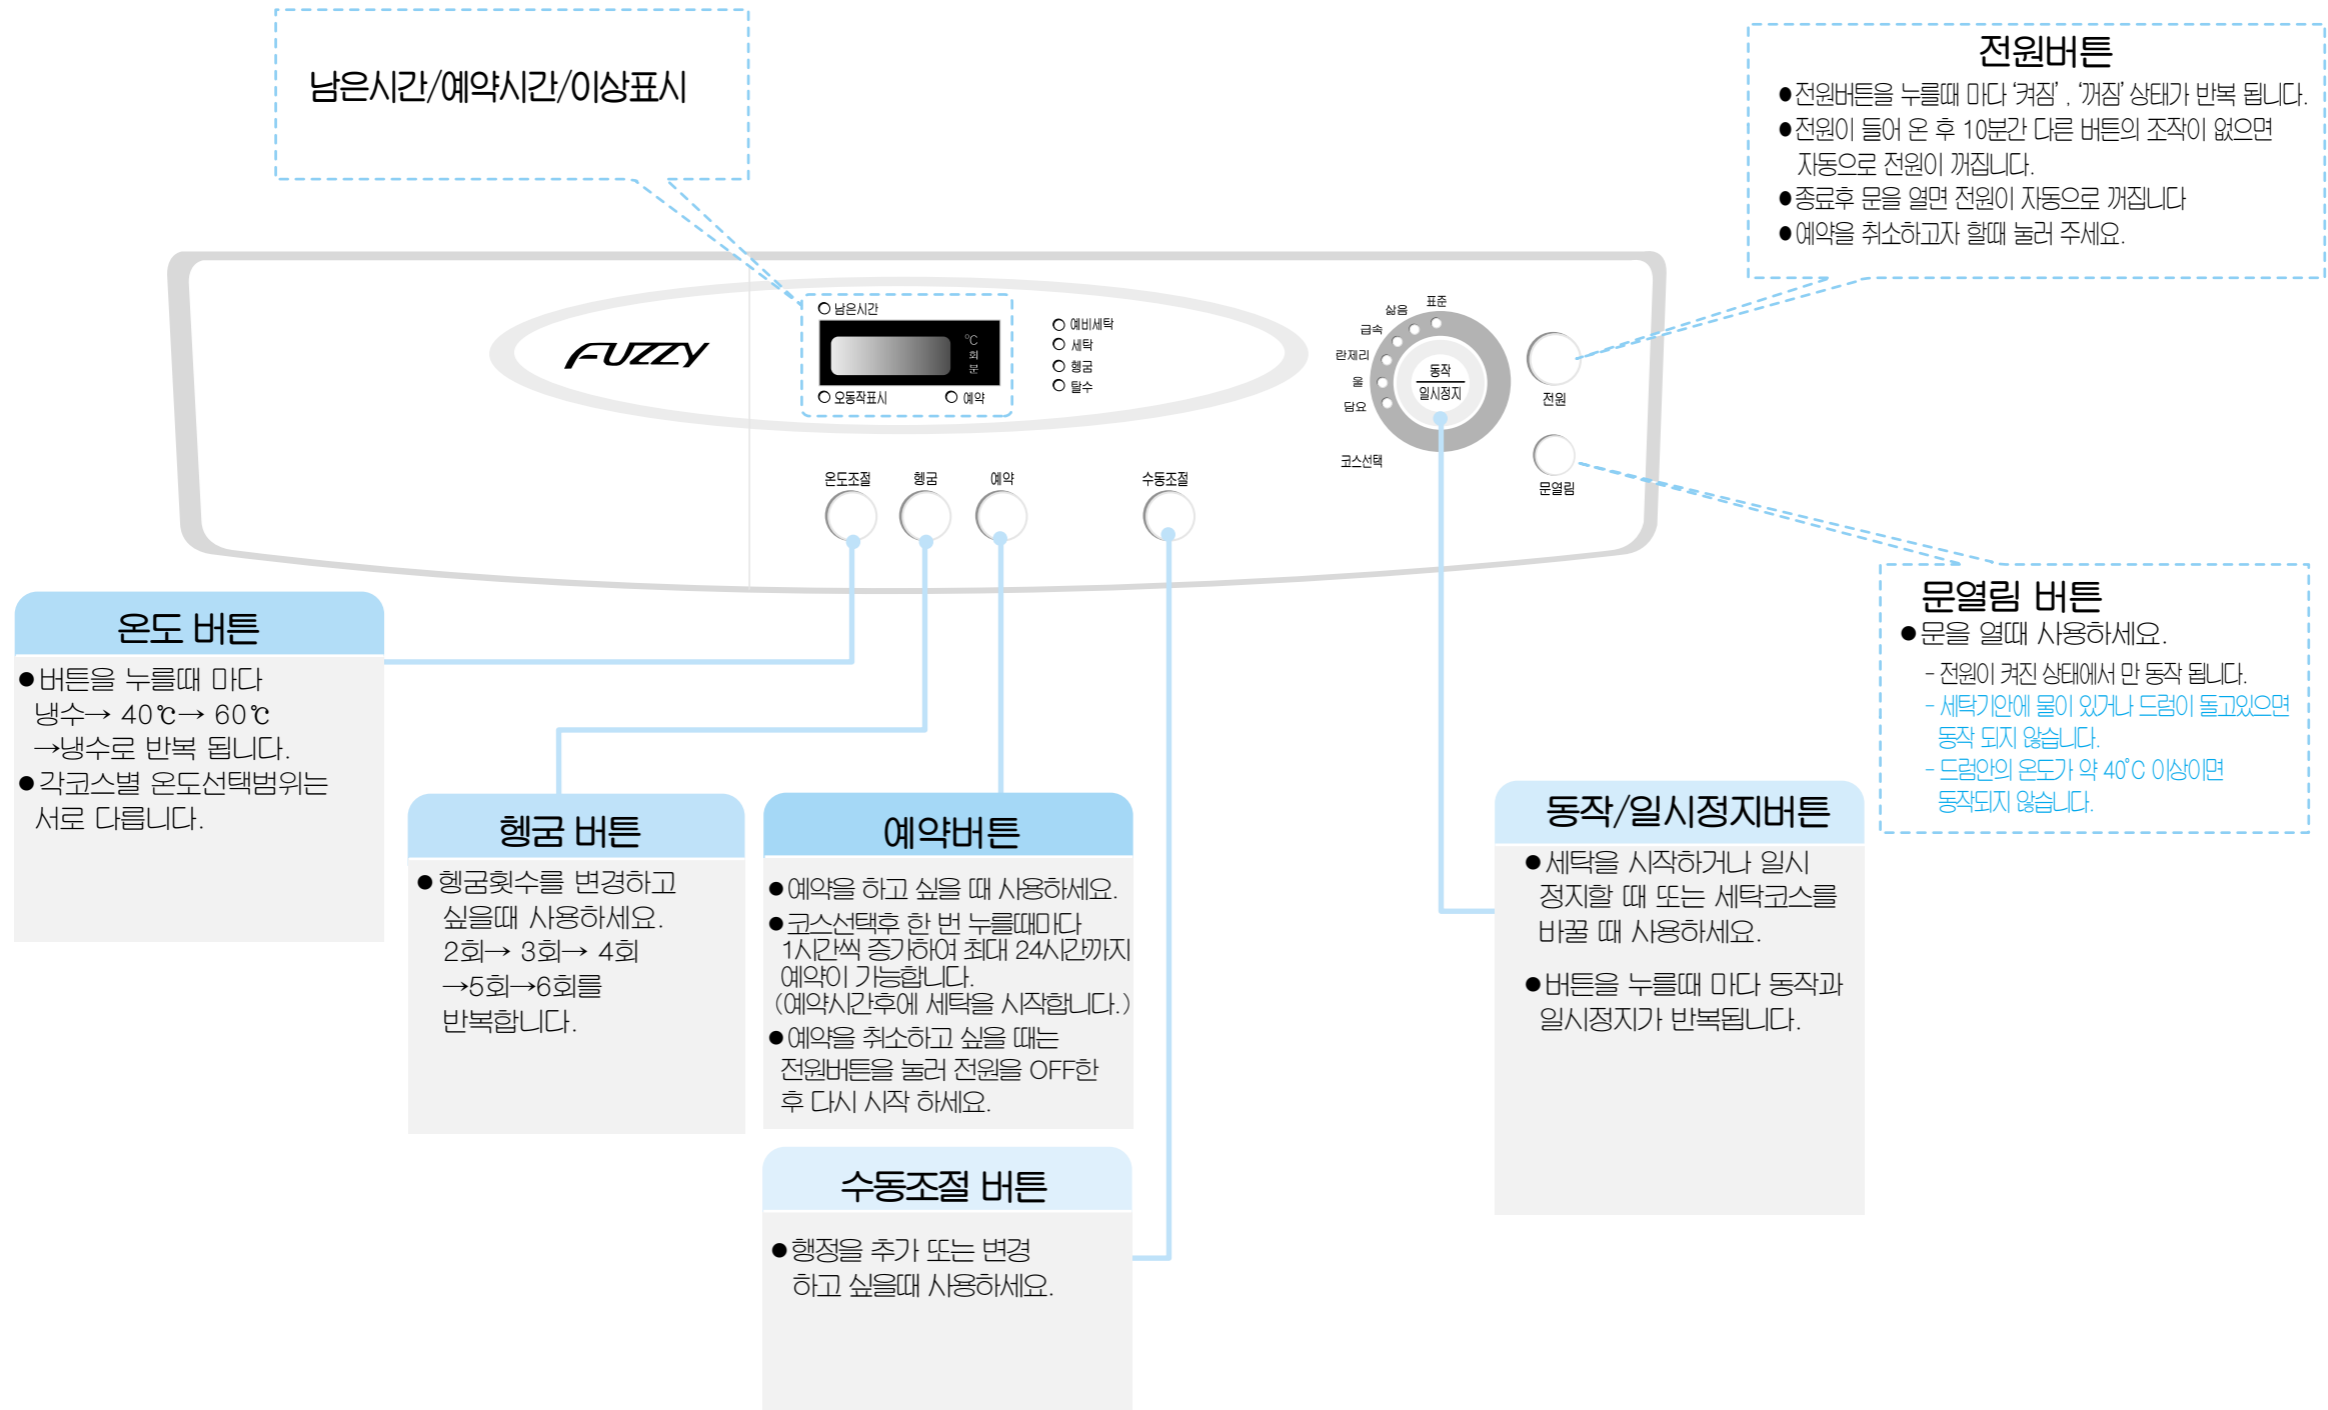 남은시간/예약시간/이상표시
전원버튼
●전원버튼을 누를때 마다 '켜짐' , '꺼짐' 상태가 반복 됩니다.
●전원이 들어 온 후 10분간 다른 버튼의 조작이 없으면
자동으로 전원이 꺼집니다.
●종료후 문을 열면 전원이 자동으로 꺼집니다
●예약을 취소하고자 할때 눌러 주세요.
FUZZY
남은시간
℃
회
분
오동작표시
예약
예비세탁
세탁
헹굼
탈수
표준
삶음
급속
란제리
울
담요
코스선택
동작
일시정지
전원
문열림
온도조절
헹굼
예약
수동조절
온도 버튼
●버튼을 누를때 마다
냉수→ 40℃→ 60℃
→냉수로 반복 됩니다.
●각코스별 온도선택범위는
서로 다릅니다.
헹굼 버튼
●헹굼횟수를 변경하고
싶을때 사용하세요.
2회→ 3회→ 4회
→5회→6회를
반복합니다.
예약버튼
●예약을 하고 싶을 때 사용하세요.
●코스선택후 한 번 누를때마다
1시간씩 증가하여 최대 24시간까지
예약이 가능합니다.
(예약시간후에 세탁을 시작합니다.)
●예약을 취소하고 싶을 때는
전원버튼을 눌러 전원을 OFF한
후 다시 시작 하세요.
수동조절 버튼
●행정을 추가 또는 변경
하고 싶을때 사용하세요.
동작/일시정지버튼
●세탁을 시작하거나 일시
정지할 때 또는 세탁코스를
바꿀 때 사용하세요.
●버튼을 누를때 마다 동작과
일시정지가 반복됩니다.
문열림 버튼
●문을 열때 사용하세요.
- 전원이 켜진 상태에서 만 동작 됩니다.
- 세탁기안에 물이 있거나 드럼이 돌고있으면
동작 되지 않습니다.
- 드럼안의 온도가 약 40℃ 이상이면
동작되지 않습니다.